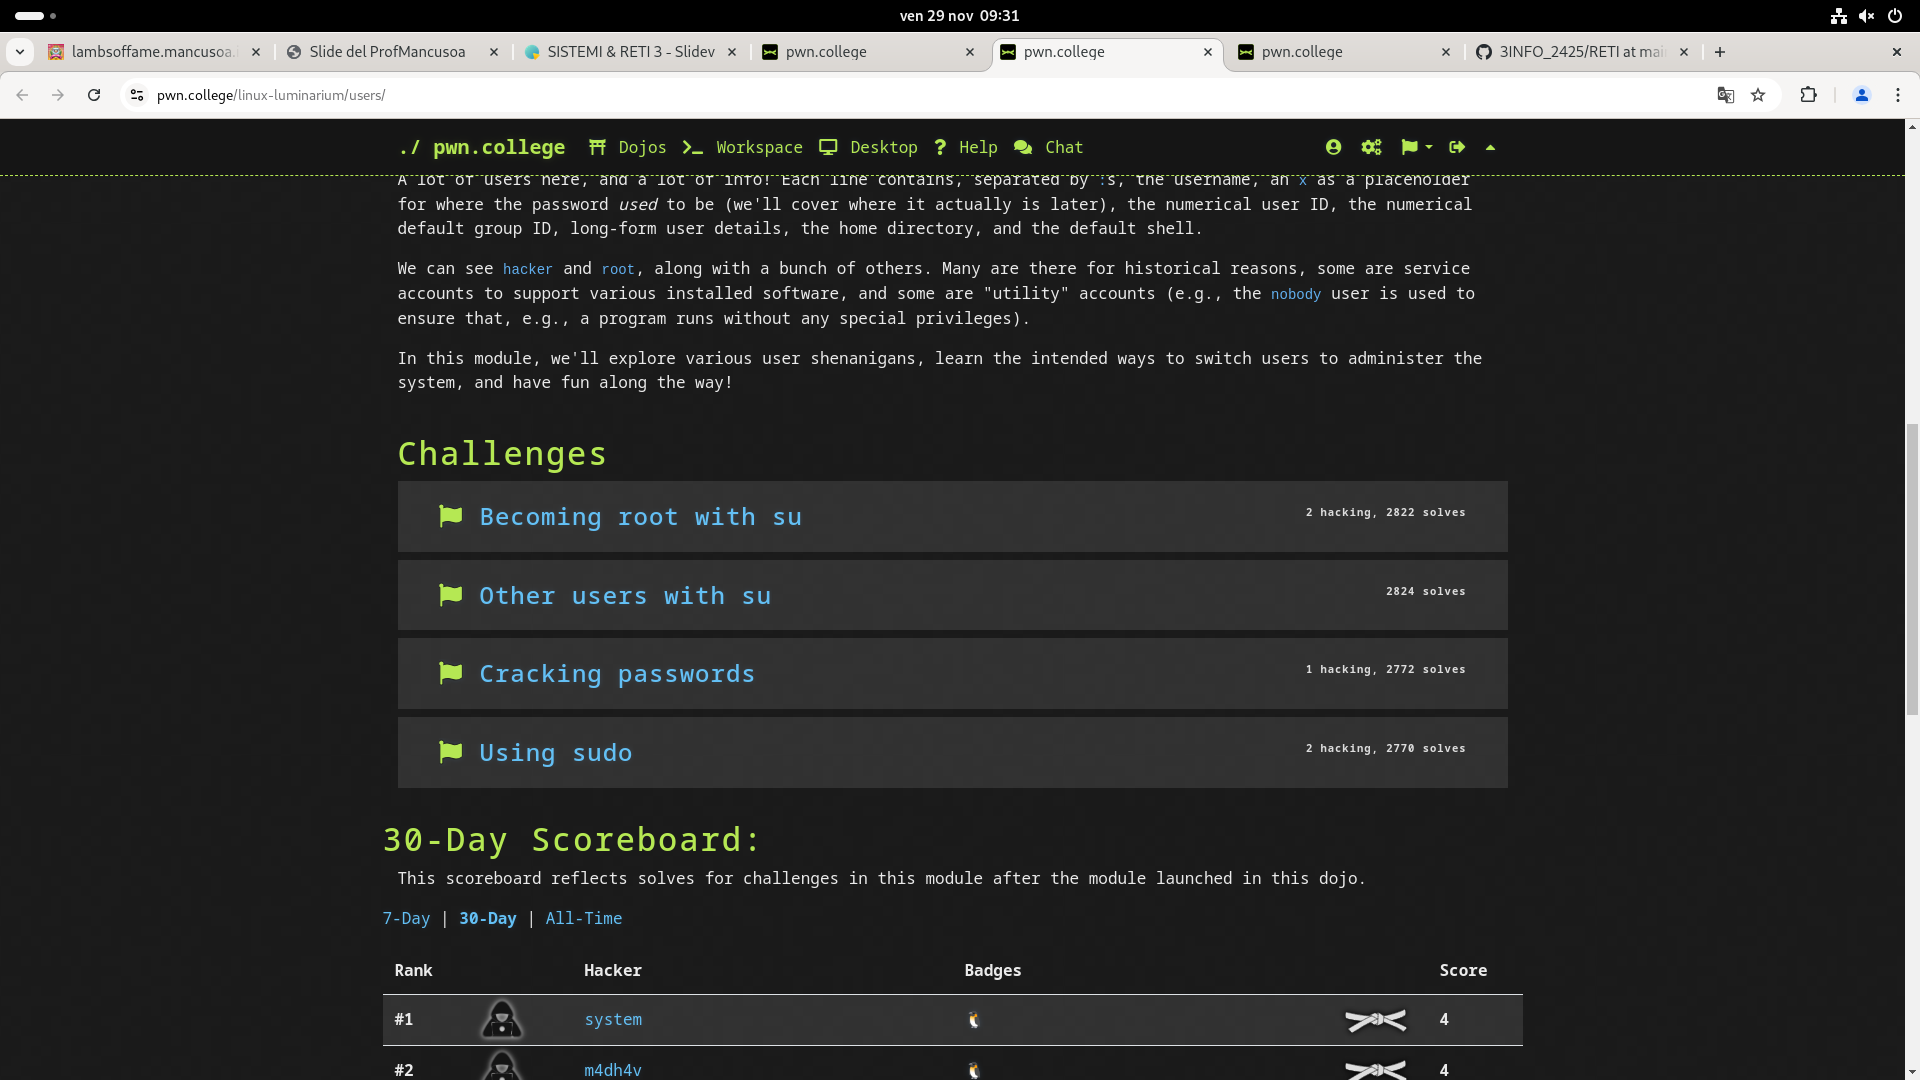 ven 29 nov 09:31
lambsoffame.mancusoa.
Slide del ProfMancusoa
SISTEMI & RETI 3 - Slidev
pwn.college
pwn.college
pwn.college
3INFO_2425/RETI at mai
pwn.college/linux-luminarium/users/
./ pwn.college Dojos Workspace Desktop Help Chat
A lot of users here, and a lot of info! Each line contains, separated by :s, the username, an x as a placeholder
for where the password used to be (we'll cover where it actually is later), the numerical user ID, the numerical
default group ID, long-form user details, the home directory, and the default shell.
We can see hacker and root, along with a bunch of others. Many are there for historical reasons, some are service
accounts to support various installed software, and some are "utility" accounts (e.g., the nobody user is used to
ensure that, e.g., a program runs without any special privileges).
In this module, we'll explore various user shenanigans, learn the intended ways to switch users to administer the
system, and have fun along the way!
Challenges
Becoming root with su 2 hacking, 2822 solves
Other users with su 2824 solves
Cracking passwords 1 hacking, 2772 solves
Using sudo 2 hacking, 2770 solves
30-Day Scoreboard:
This scoreboard reflects solves for challenges in this module after the module launched in this dojo.
7-Day | 30-Day | All-Time
Rank Hacker Badges Score
#1 system 4
#2 m4dh4v 4